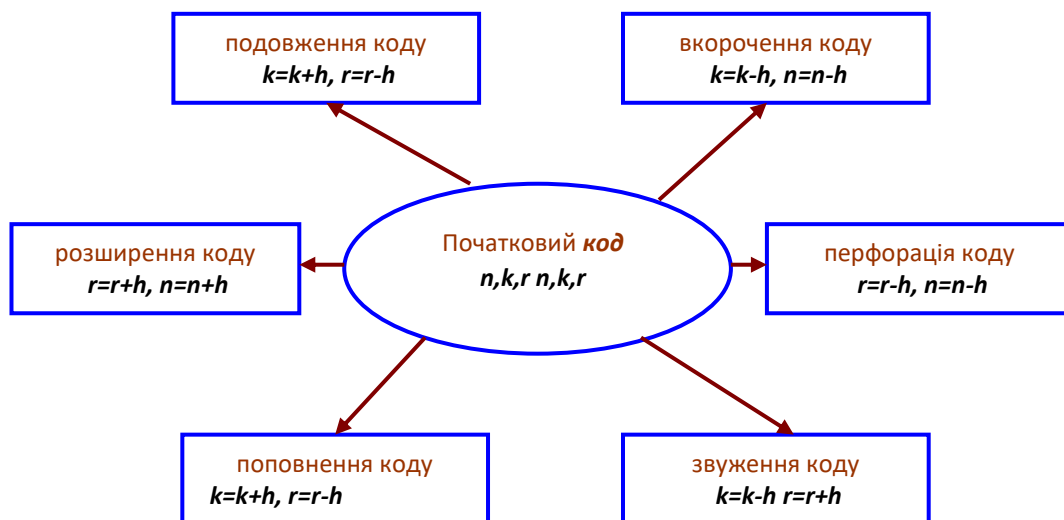 подовження коду
k=k+h, r=r-h
вкорочення коду
k=k-h, n=n-h
розширення коду
r=r+h, n=n+h
Початковий код
n,k,r n,k,r
перфорація коду
r=r-h, n=n-h
поповнення коду
k=k+h, r=r-h
звуження коду
k=k-h r=r+h